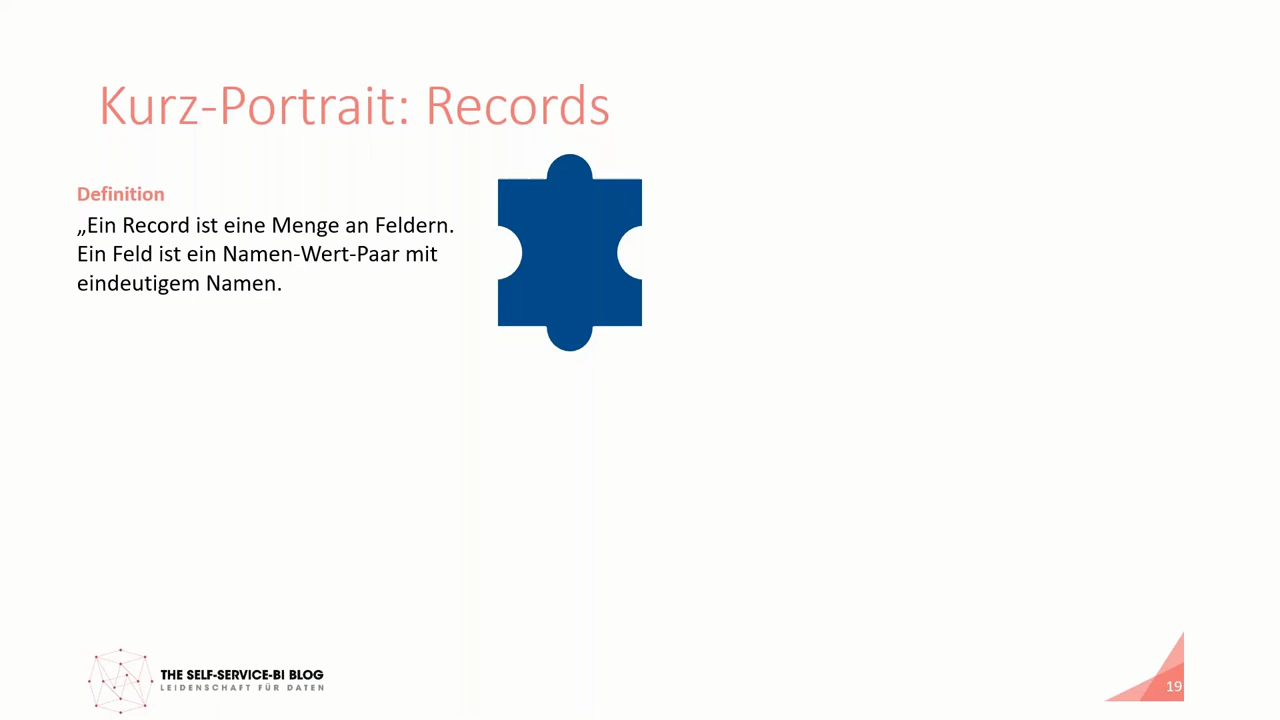 Kurz-Portrait: Records
Definition
„Ein Record ist eine Menge an Feldern.
Ein Feld ist ein Namen-Wert-Paar mit
eindeutigem Namen.
THE SELF-SERVICE-BI BLOG
LEIDENSCHAFT FÜR DATEN
19